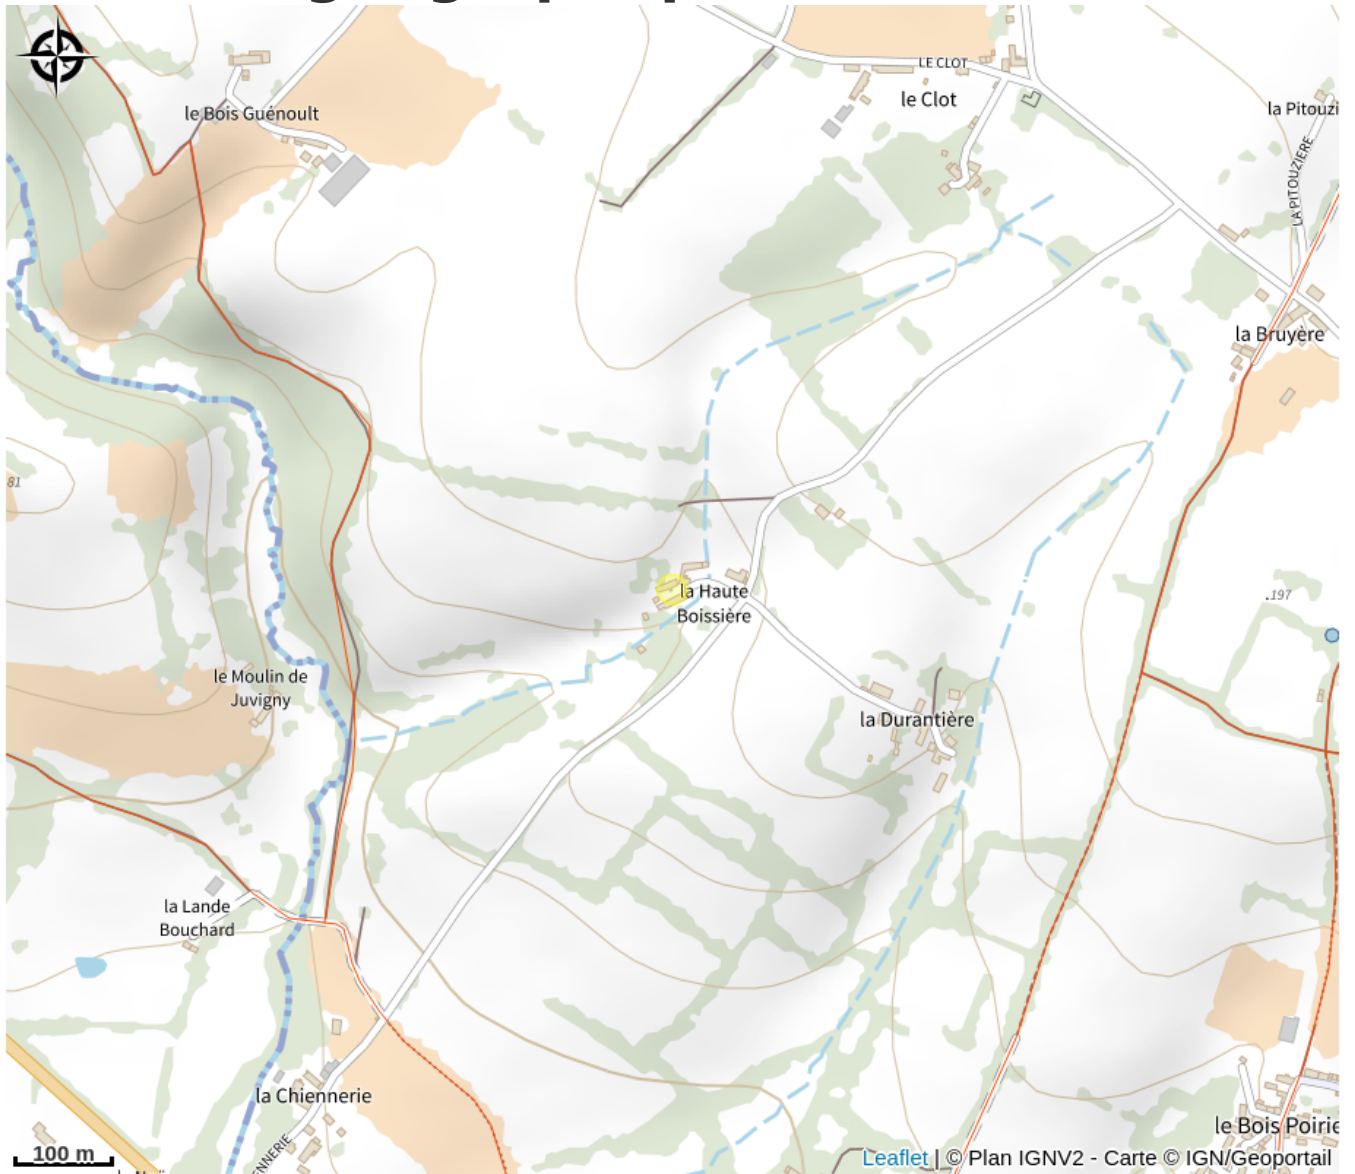 LE CLOT
le Clot
le Bois Guénoult
la Pitouzi
LA PITOUZIERE
la Bruyère
81
la Haute
Boissière
.197
le Moulin de
Juvigny
la Durantière
la Lande
Bouchard
la Chiennerie
ENNERIE
le Bois Poirie
100 m
Leaflet | © Plan IGNV2 - Carte © IGN/Geoportail